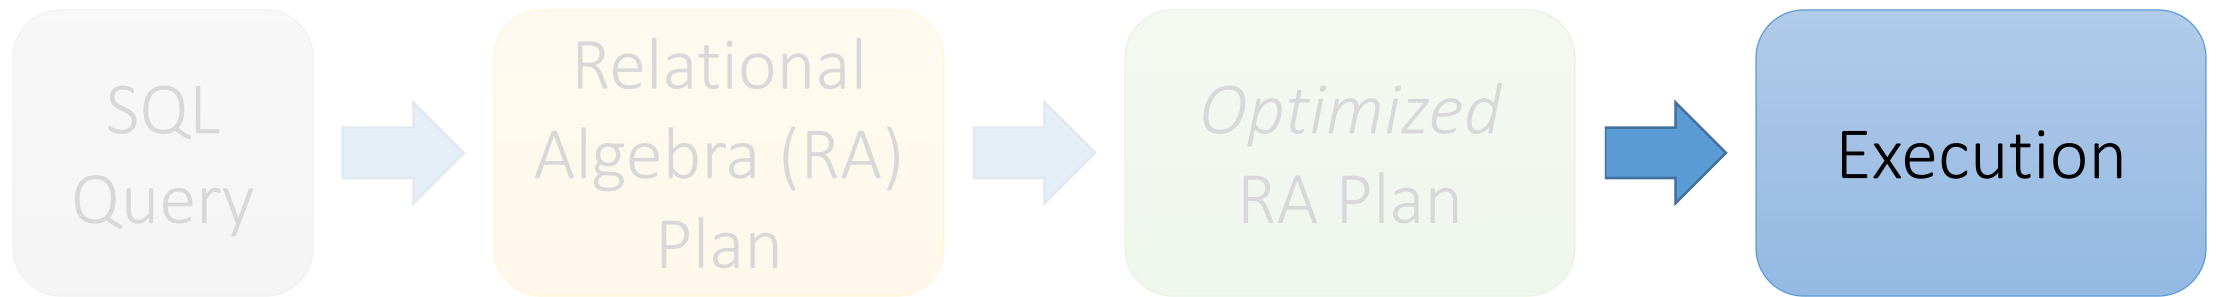 SQL
Query
Relational
Algebra (RA)
Plan
Optimized
RA Plan
Execution